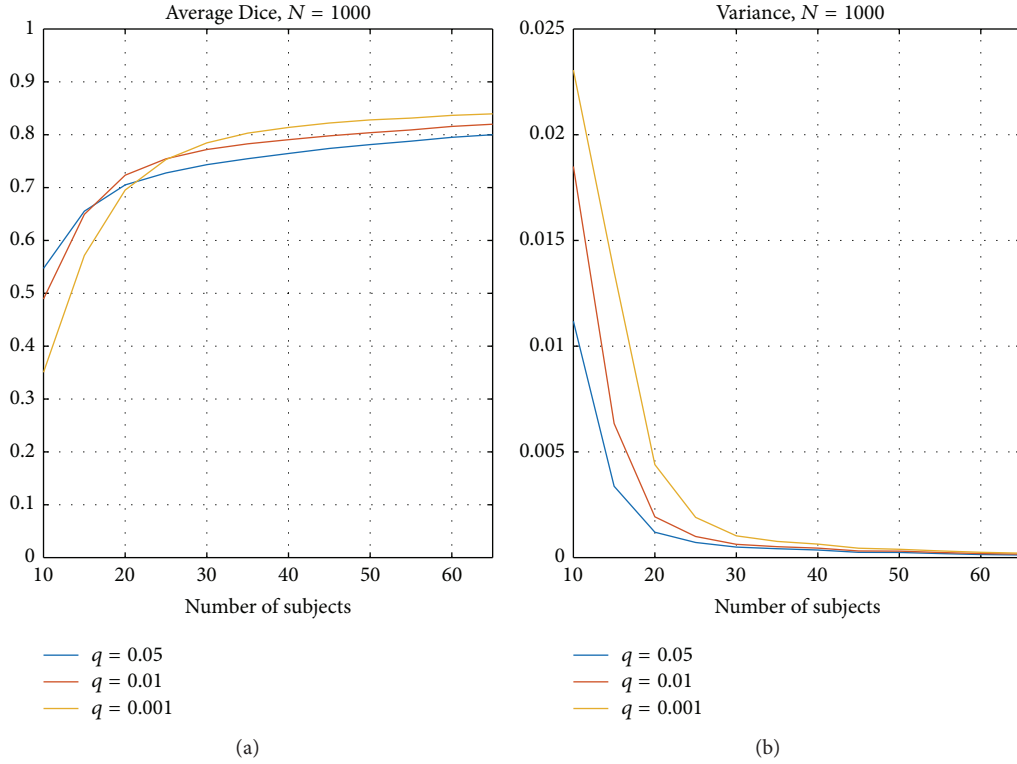 Average Dice, N = 1000
1
0.9
0.8
0.7
0.6
0.5
0.4
0.3
0.2
0.1
0
10
20
30
40
50
60
Number of subjects
q = 0.05
q = 0.01
q = 0.001
(a)
Variance, N = 1000
0.025
0.02
0.015
0.01
0.005
0
10
20
30
40
50
60
Number of subjects
q = 0.05
q = 0.01
q = 0.001
(b)